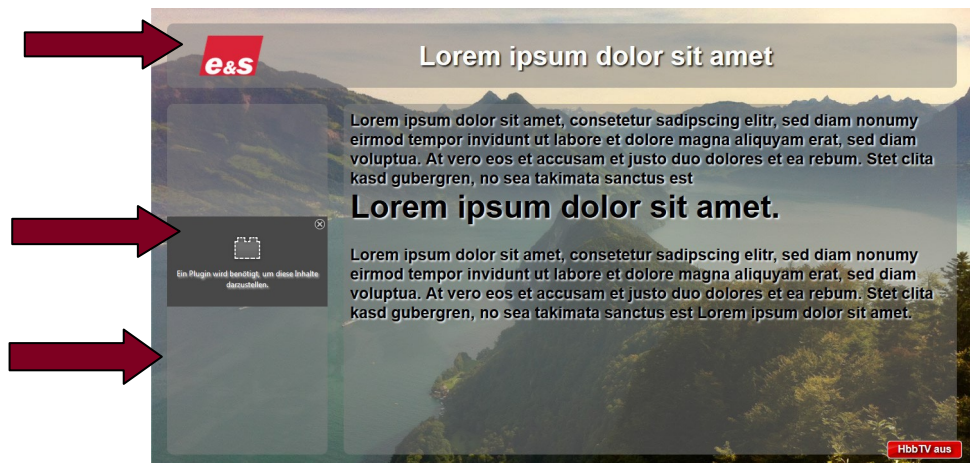 e&s
Lorem ipsum dolor sit amet
Lorem ipsum dolor sit amet, consetetur sadipscing elitr, sed diam nonumy
eirmod tempor invidunt ut labore et dolore magna aliquyam erat, sed diam
voluptua. At vero eos et accusam et justo duo dolores et ea rebum. Stet clita
kasd gubergren, no sea takimata sanctus est
Lorem ipsum dolor sit amet.
Ein Plugin wird benötigt, um diese Inhalte
darzustellen.
Lorem ipsum dolor sit amet, consetetur sadipscing elitr, sed diam nonumy
eirmod tempor invidunt ut labore et dolore magna aliquyam erat, sed diam
voluptua. At vero eos et accusam et justo duo dolores et ea rebum. Stet clita
kasd gubergren, no sea takimata sanctus est Lorem ipsum dolor sit amet.
HbbTV aus